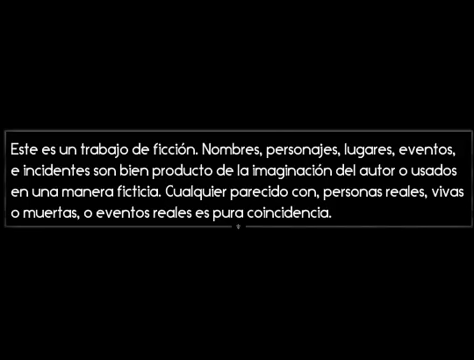 Este es un trabajo de ficción. Nombres, personajes, lugares, eventos,
e incidentes son bien producto de la imaginación del autor o usados
en una manera ficticia. Cualquier parecido con, personas reales, vivas
o muertas, o eventos reales es pura coincidencia.